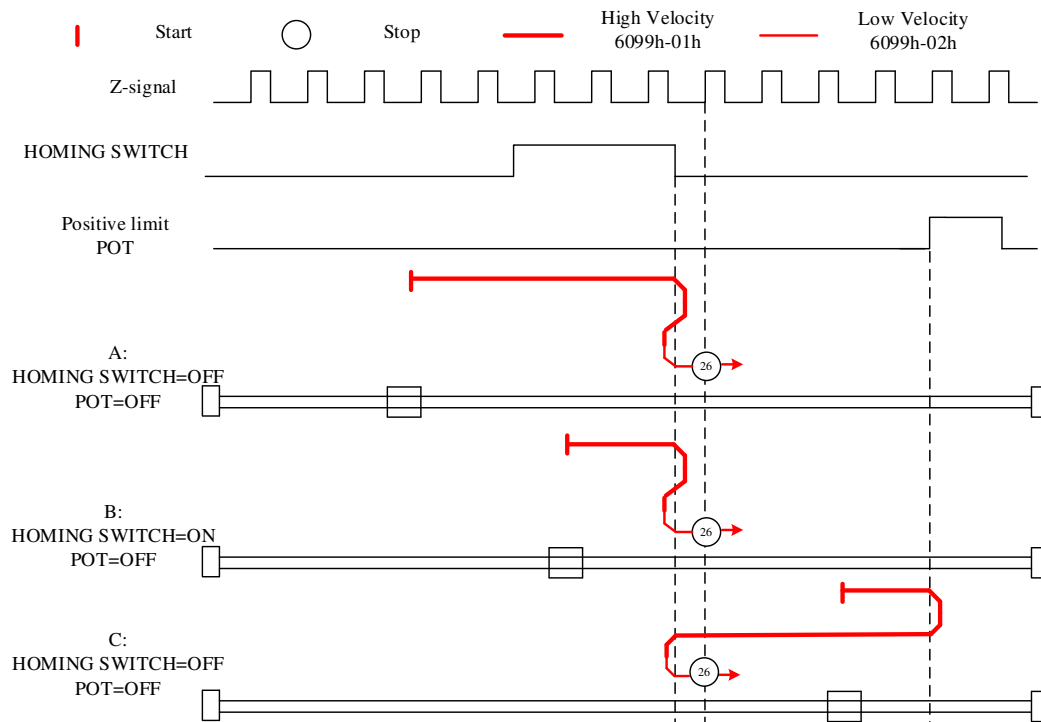 Start
Stop
High Velocity
6099h-01h
Low Velocity
6099h-02h
Z-signal
HOMING SWITCH
Positive limit
POT
A:
HOMING SWITCH=OFF
POT=OFF
26
B:
HOMING SWITCH=ON
POT=OFF
26
C:
HOMING SWITCH=OFF
POT=OFF
26